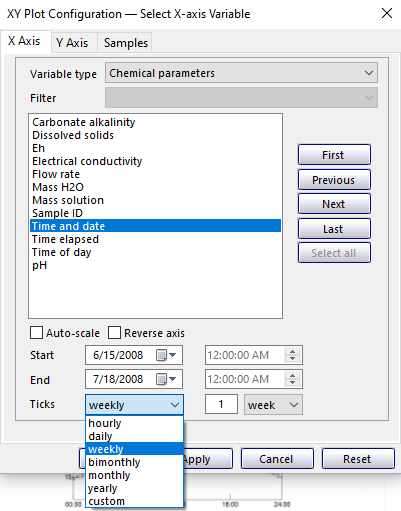 XY Plot Configuration — Select X-axis Variable
X Axis Y Axis Samples
Variable type Chemical parameters
Filter
Carbonate alkalinity
Dissolved solids
Eh
Electrical conductivity
Flow rate
Mass H2O
Mass solution
Sample ID
Time and date
Time elapsed
Time of day
pH
First
Previous
Next
Last
Select all
Auto-scale Reverse axis
Start 6/15/2008 12:00:00 AM
End 7/18/2008 12:00:00 AM
Ticks weekly 1 week
hourly
daily
weekly
bimonthly
monthly
yearly
custom
Apply Cancel Reset
00:00 18:00 24:00